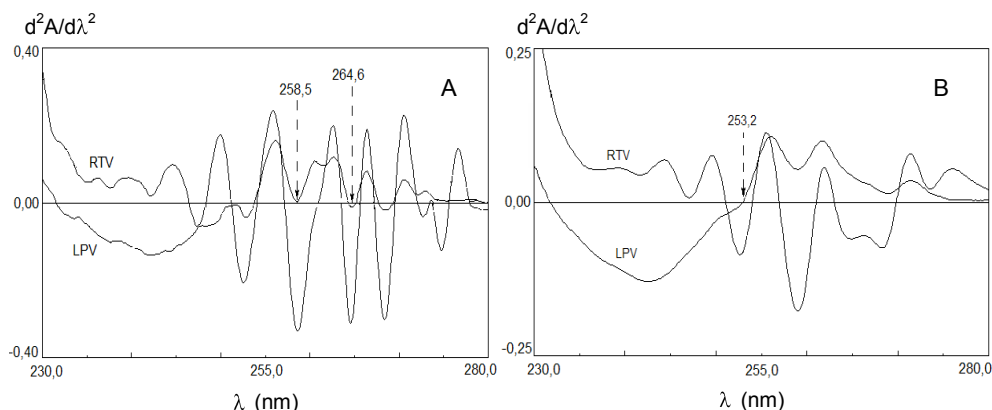 d²A/dλ²
0,40
A
258,5
264,6
RTV
0,00
LPV
-0,40
230,0
255,0
280,0
λ (nm)
d²A/dλ²
0,25
B
253,2
RTV
0,00
LPV
-0,25
230,0
255,0
280,0
λ (nm)